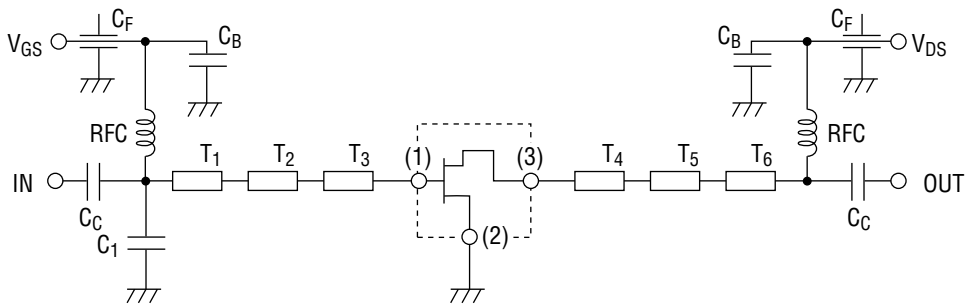 C_F
V_GS
C_B
RFC
T_1 T_2 T_3
IN
C_C
C_1
(1)
(3)
(2)
C_B
C_F
V_DS
RFC
T_4 T_5 T_6
OUT
C_C